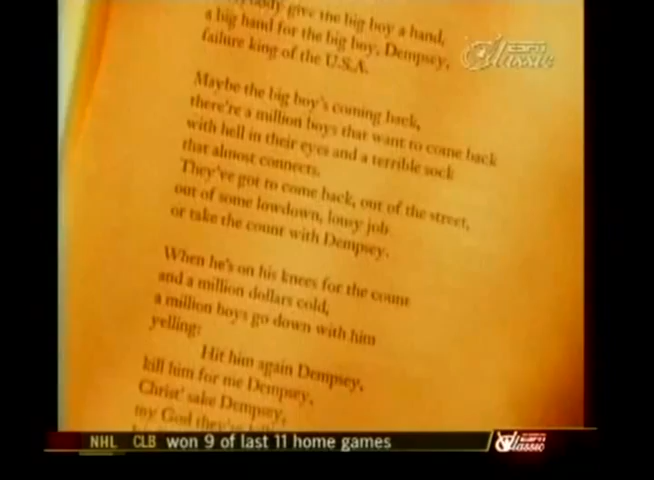 give the big boy a hand,
a big hand for the big boy, Dempsey,
failure king of the U.S.A.
Maybe the big boy's coming back,
there're a million boys that want to come back
with hell in their eyes and a terrible sock
that almost connects.
They've got to come back, out of the street,
out of some lowdown, lousy job
or take the count with Dempsey.
When he's on his knees for the count
and a million dollars cold,
a million boys go down with him
yelling:
Hit him again Dempsey,
kill him for me Dempsey,
Christ' sake Dempsey,
my God they're
ESPN
Classic
NHL CLB won 9 of last 11 home games
ESPN
Classic